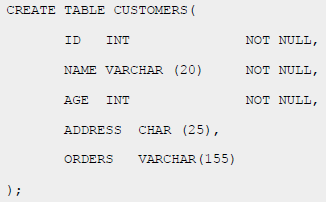 CREATE TABLE CUSTOMERS(
ID INT NOT NULL,
NAME VARCHAR (20) NOT NULL,
AGE INT NOT NULL,
ADDRESS CHAR (25),
ORDERS VARCHAR(155)
);